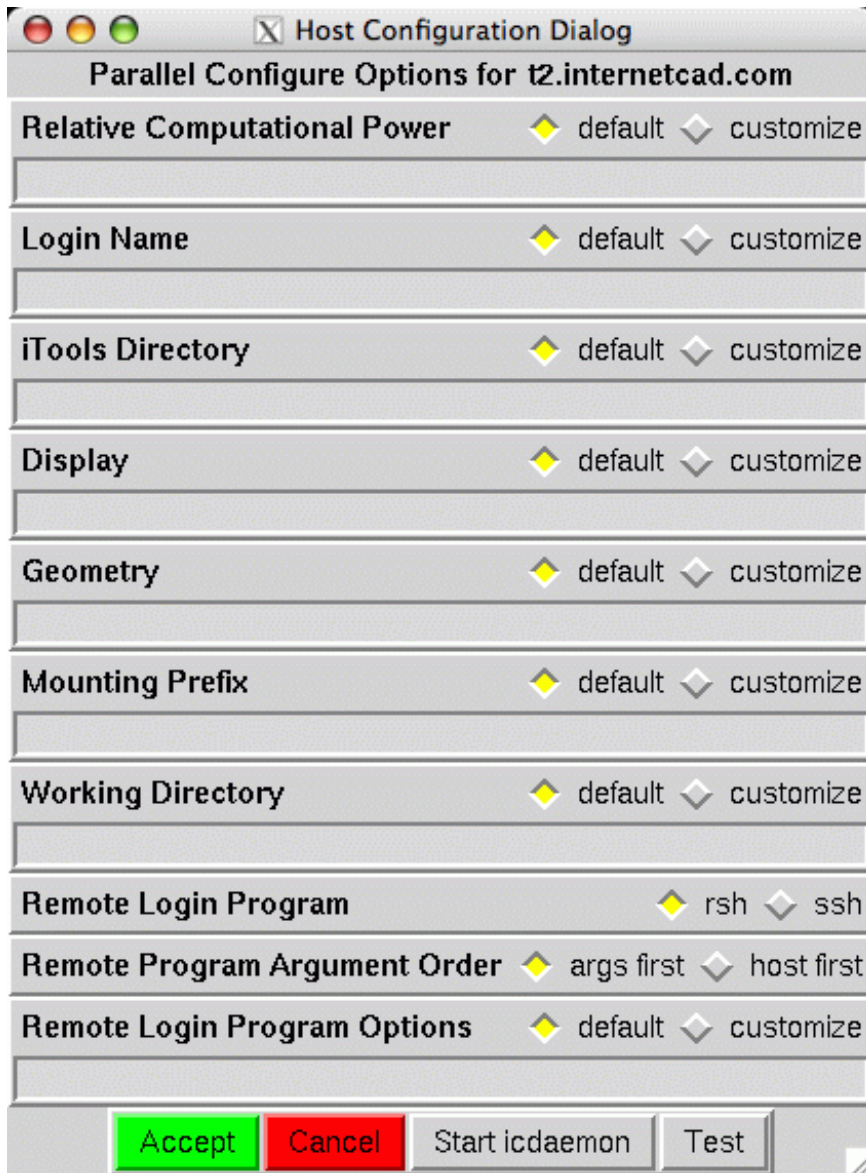 X Host Configuration Dialog
Parallel Configure Options for t2.internetcad.com
Relative Computational Power default customize
Login Name default customize
iTools Directory default customize
Display default customize
Geometry default customize
Mounting Prefix default customize
Working Directory default customize
Remote Login Program rsh ssh
Remote Program Argument Order args first host first
Remote Login Program Options default customize
Accept Cancel Start icdaemon Test